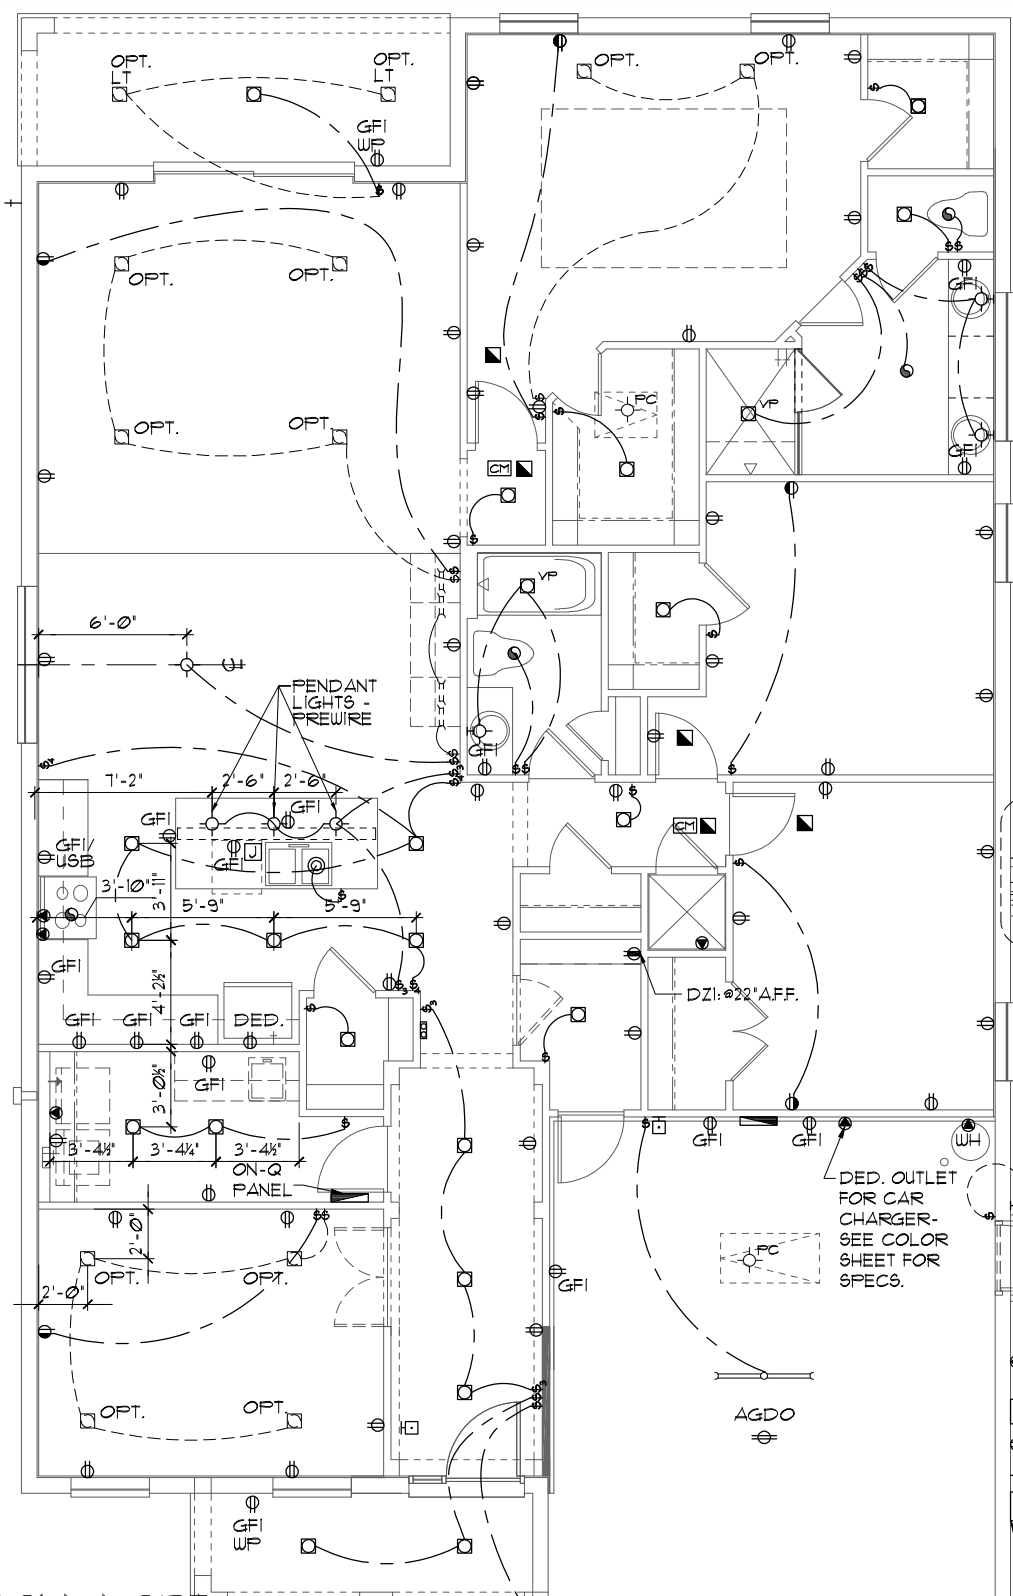 OPT.
LT
OPT.
LT
OPT.
OPT.
GFI
WP
OPT.
OPT.
GFI
PC
VP
OPT.
OPT.
GFI
CM
VP
6'-0"
PENDANT
LIGHTS -
PREWIRE
GFI
7'-2"
2'-6"
2'-6"
GFI
GFI
CM
GFI/
USB
GFI
J
3'-10"
3'-11"
5'-9"
5'-9"
GFI
4'-2½"
DZ1:@22"A.F.F.
GFI
GFI
GFI
DED.
GFI
3'-0½"
3'-4½"
3'-4¼"
3'-4½"
GFI
GFI
WH
ON-Q
PANEL
DED. OUTLET
FOR CAR
CHARGER-
SEE COLOR
SHEET FOR
SPECS.
2'-0"
OPT.
OPT.
2'-0"
PC
GFI
OPT.
OPT.
AGDO
GFI
WP